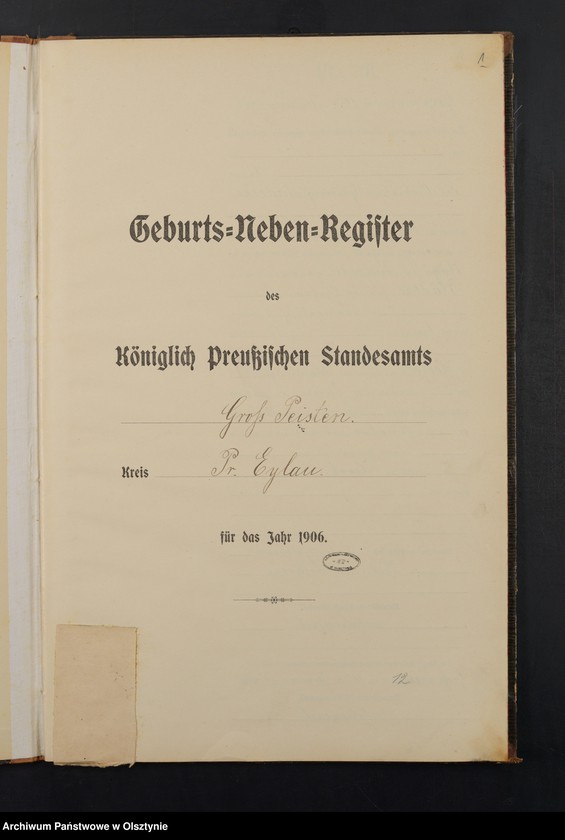 1
Geburts=Neben=Register
des
Königlich Preußischen Standesamts
Gross Peisten.
Kreis Pr. Eylau.
für das Jahr 1906.
12
Archiwum Państwowe w Olsztynie